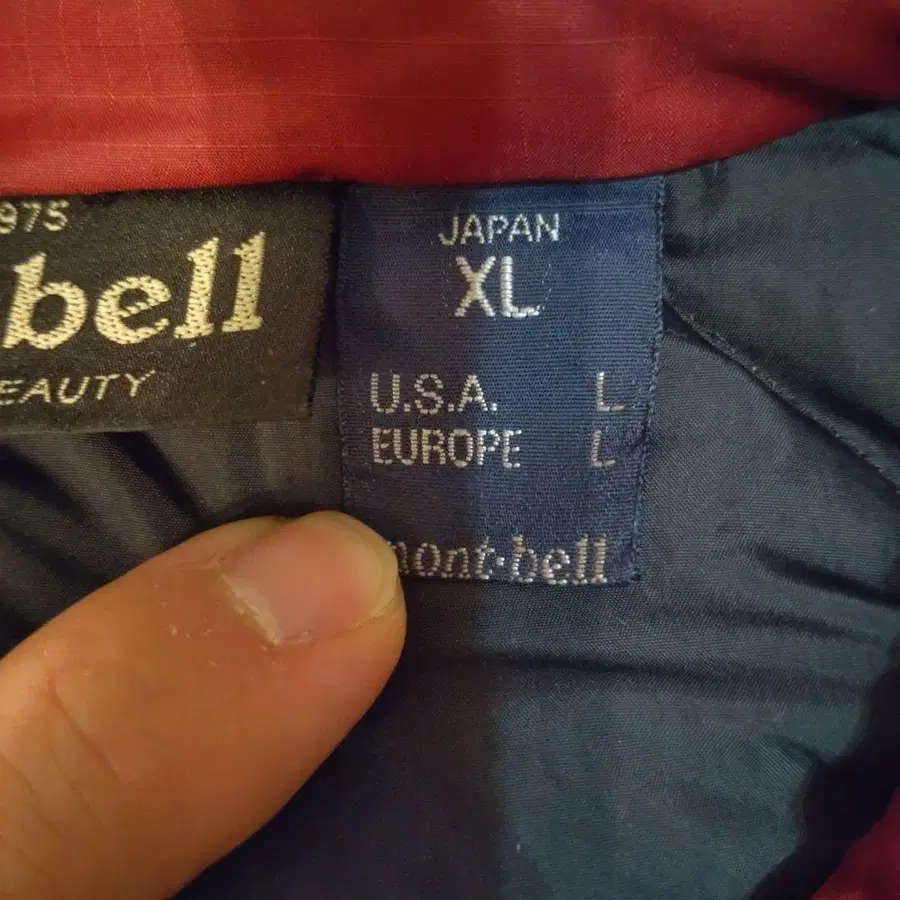 975
bell
EAUTY
JAPAN
XL
U.S.A. L
EUROPE L
mont-bell